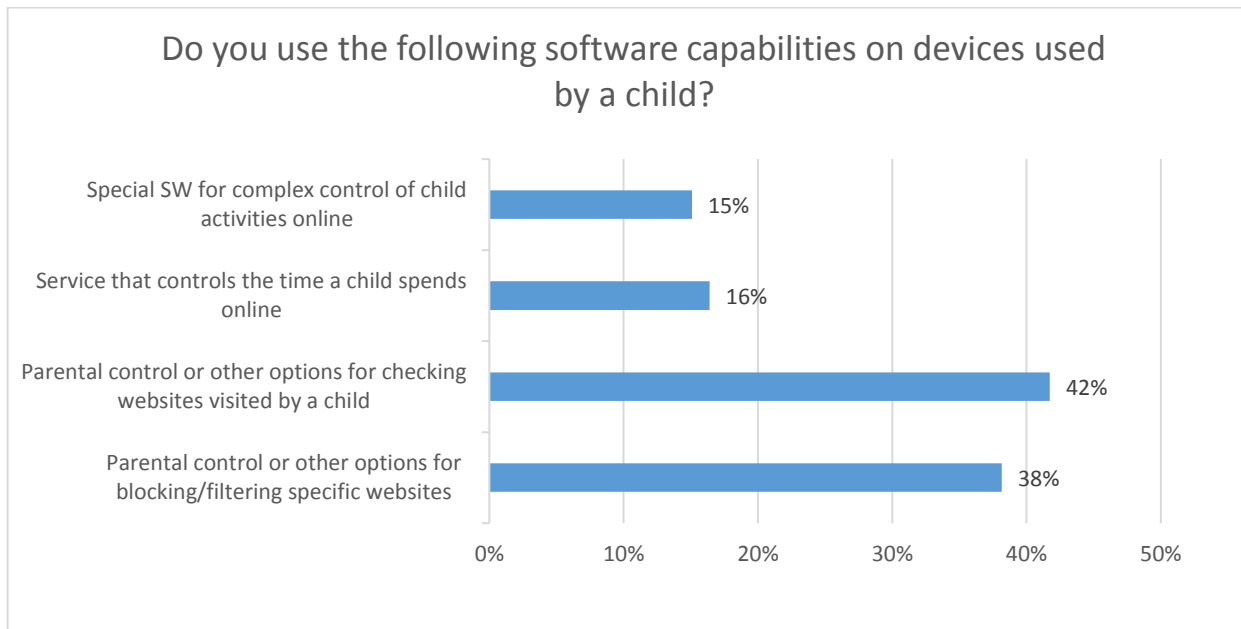 Do you use the following software capabilities on devices used
by a child?
Special SW for complex control of child
activities online
15%
Service that controls the time a child spends
online
16%
Parental control or other options for checking
websites visited by a child
42%
Parental control or other options for
blocking/filtering specific websites
38%
0% 10% 20% 30% 40% 50%